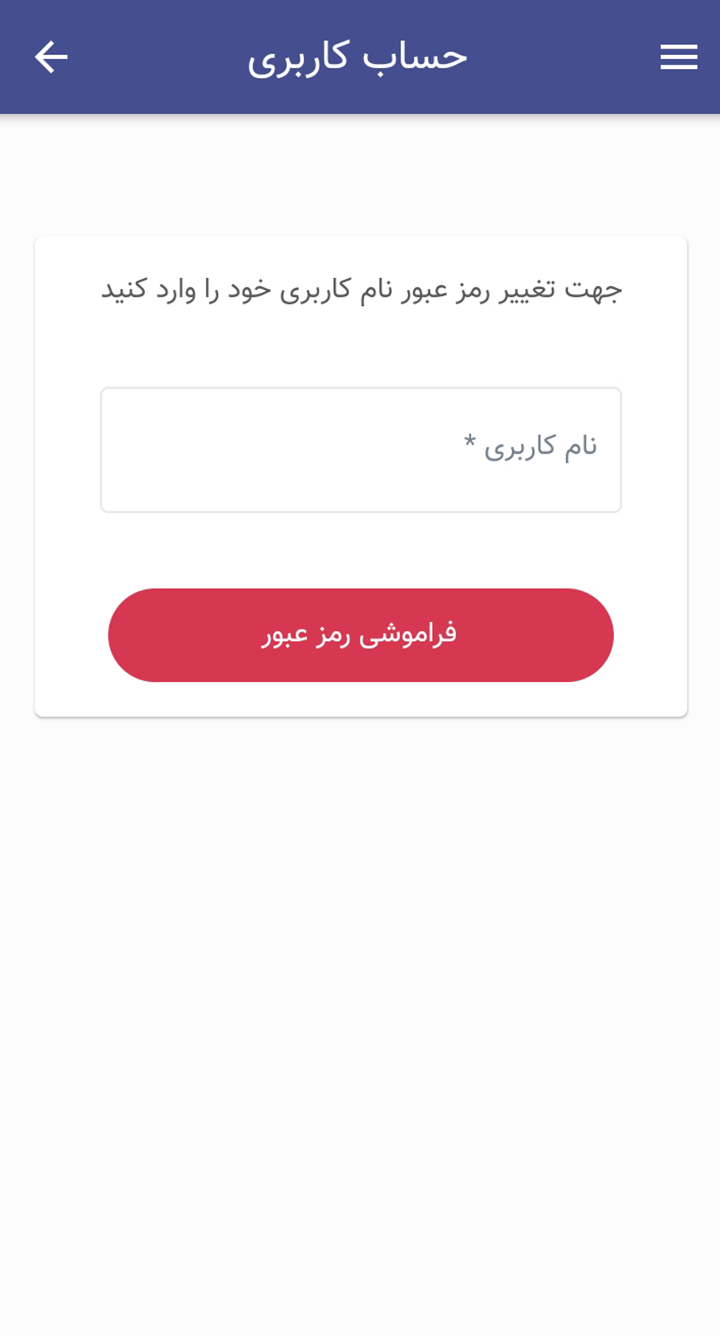 حساب کاربری
جهت تغییر رمز عبور نام کاربری خود را وارد کنید
نام کاربری *
فراموشی رمز عبور